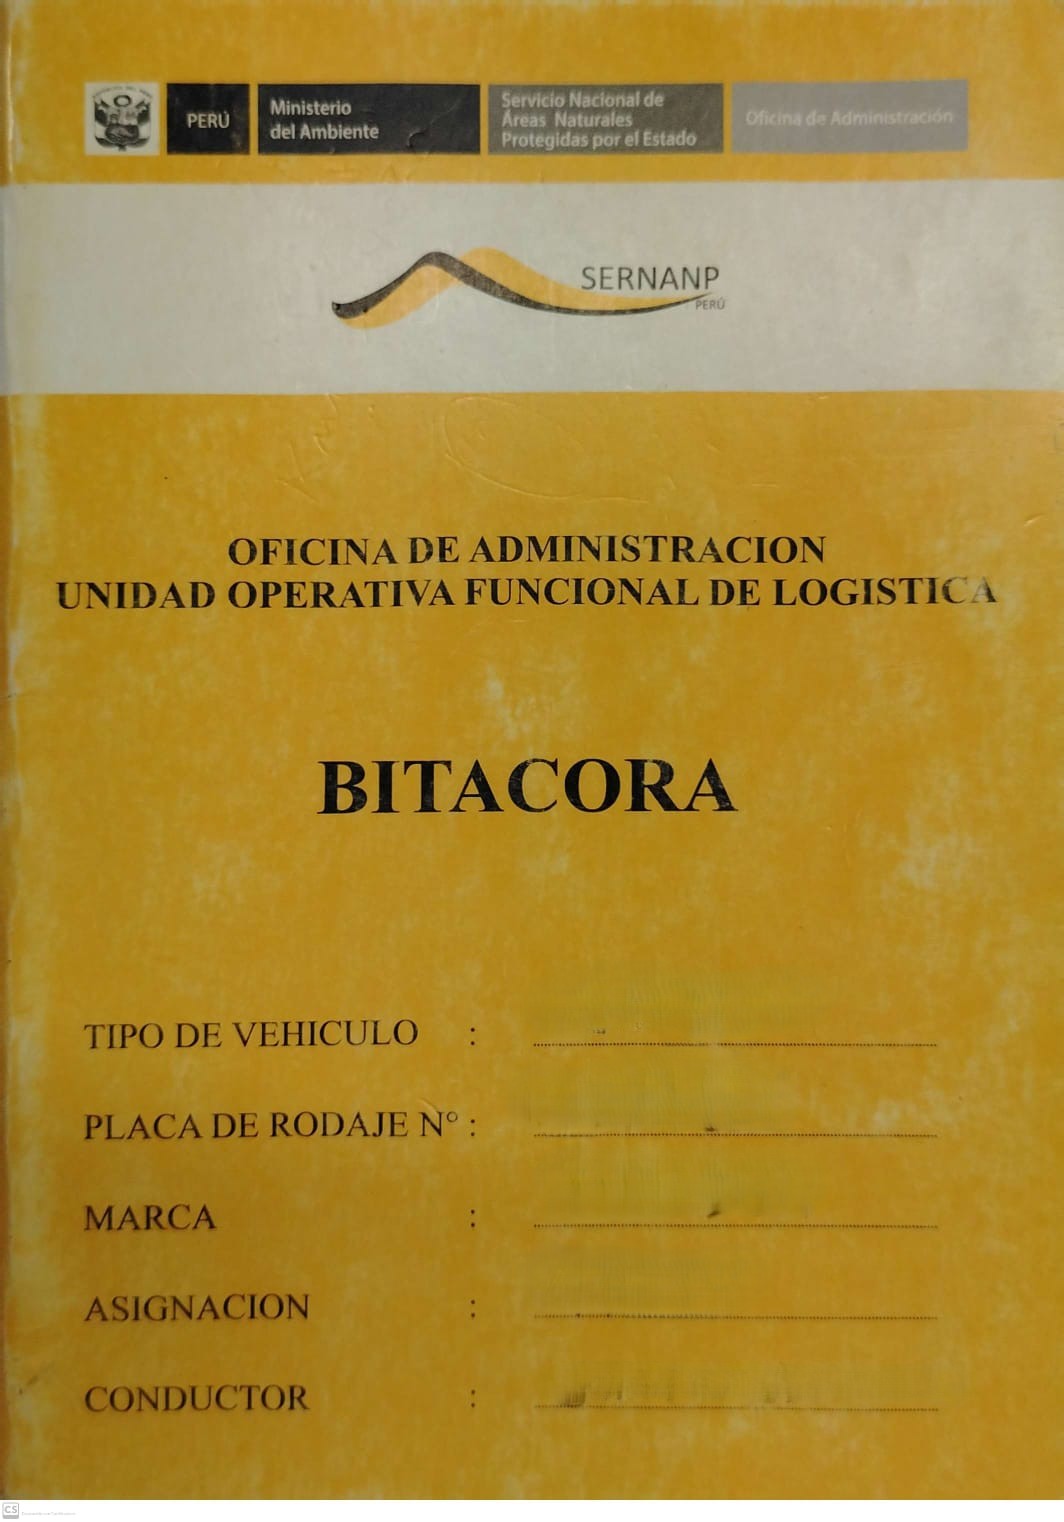 PERÚ
Ministerio
del Ambiente
Servicio Nacional de
Áreas Naturales
Protegidas por el Estado
Oficina de Administración
SERNANP
PERÚ
OFICINA DE ADMINISTRACION
UNIDAD OPERATIVA FUNCIONAL DE LOGISTICA
BITACORA
TIPO DE VEHICULO :
PLACA DE RODAJE N° :
MARCA :
ASIGNACION :
CONDUCTOR :
CS